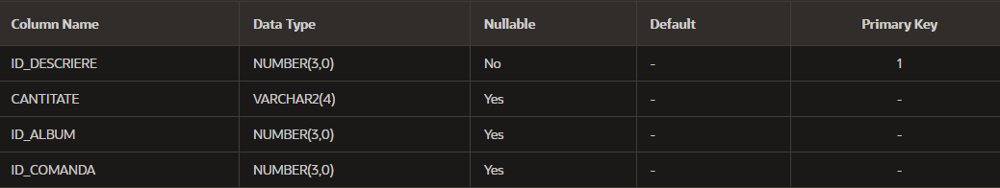 Column Name Data Type Nullable Default Primary Key
ID_DESCRIERE NUMBER(3,0) No - 1
CANTITATE VARCHAR2(4) Yes - -
ID_ALBUM NUMBER(3,0) Yes - -
ID_COMANDA NUMBER(3,0) Yes - -